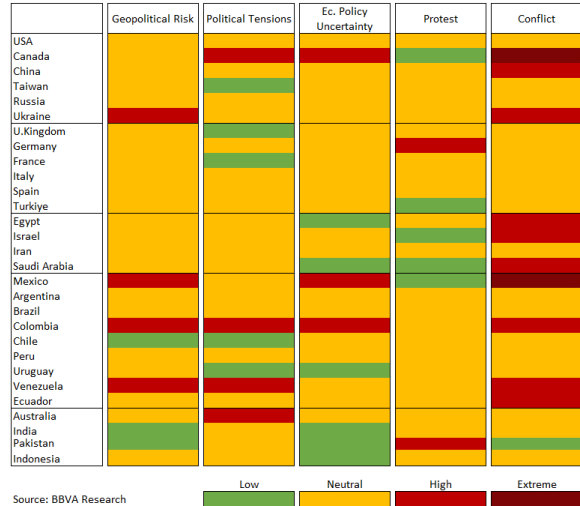 Geopolitical Risk Political Tensions Ec. Policy Uncertainty Protest Conflict
USA
Canada
China
Taiwan
Russia
Ukraine
U.Kingdom
Germany
France
Italy
Spain
Turkiye
Egypt
Israel
Iran
Saudi Arabia
Mexico
Argentina
Brazil
Colombia
Chile
Peru
Uruguay
Venezuela
Ecuador
Australia
India
Pakistan
Indonesia
Low Neutral High Extreme
Source: BBVA Research